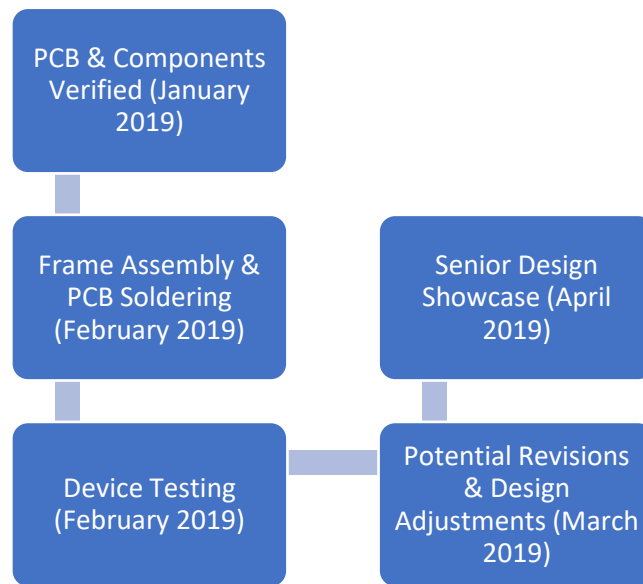 PCB & Components
Verified (January
2019)
Frame Assembly &
PCB Soldering
(February 2019)
Device Testing
(February 2019)
Potential Revisions
& Design
Adjustments (March
2019)
Senior Design
Showcase (April
2019)